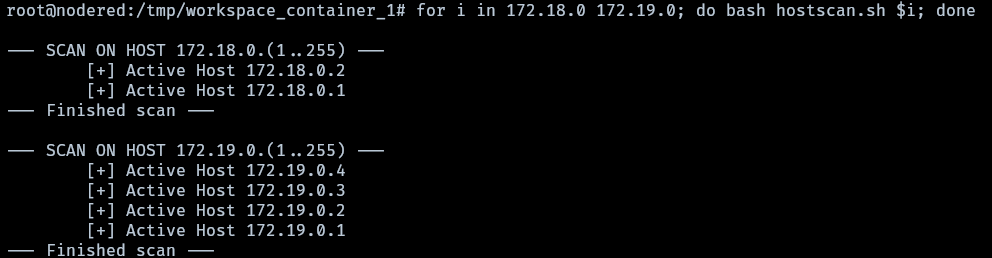 root@nodered:/tmp/workspace_container_1# for i in 172.18.0 172.19.0; do bash hostscan.sh $i; done
--- SCAN ON HOST 172.18.0.(1..255) ---
[+] Active Host 172.18.0.2
[+] Active Host 172.18.0.1
--- Finished scan ---
--- SCAN ON HOST 172.19.0.(1..255) ---
[+] Active Host 172.19.0.4
[+] Active Host 172.19.0.3
[+] Active Host 172.19.0.2
[+] Active Host 172.19.0.1
--- Finished scan ---